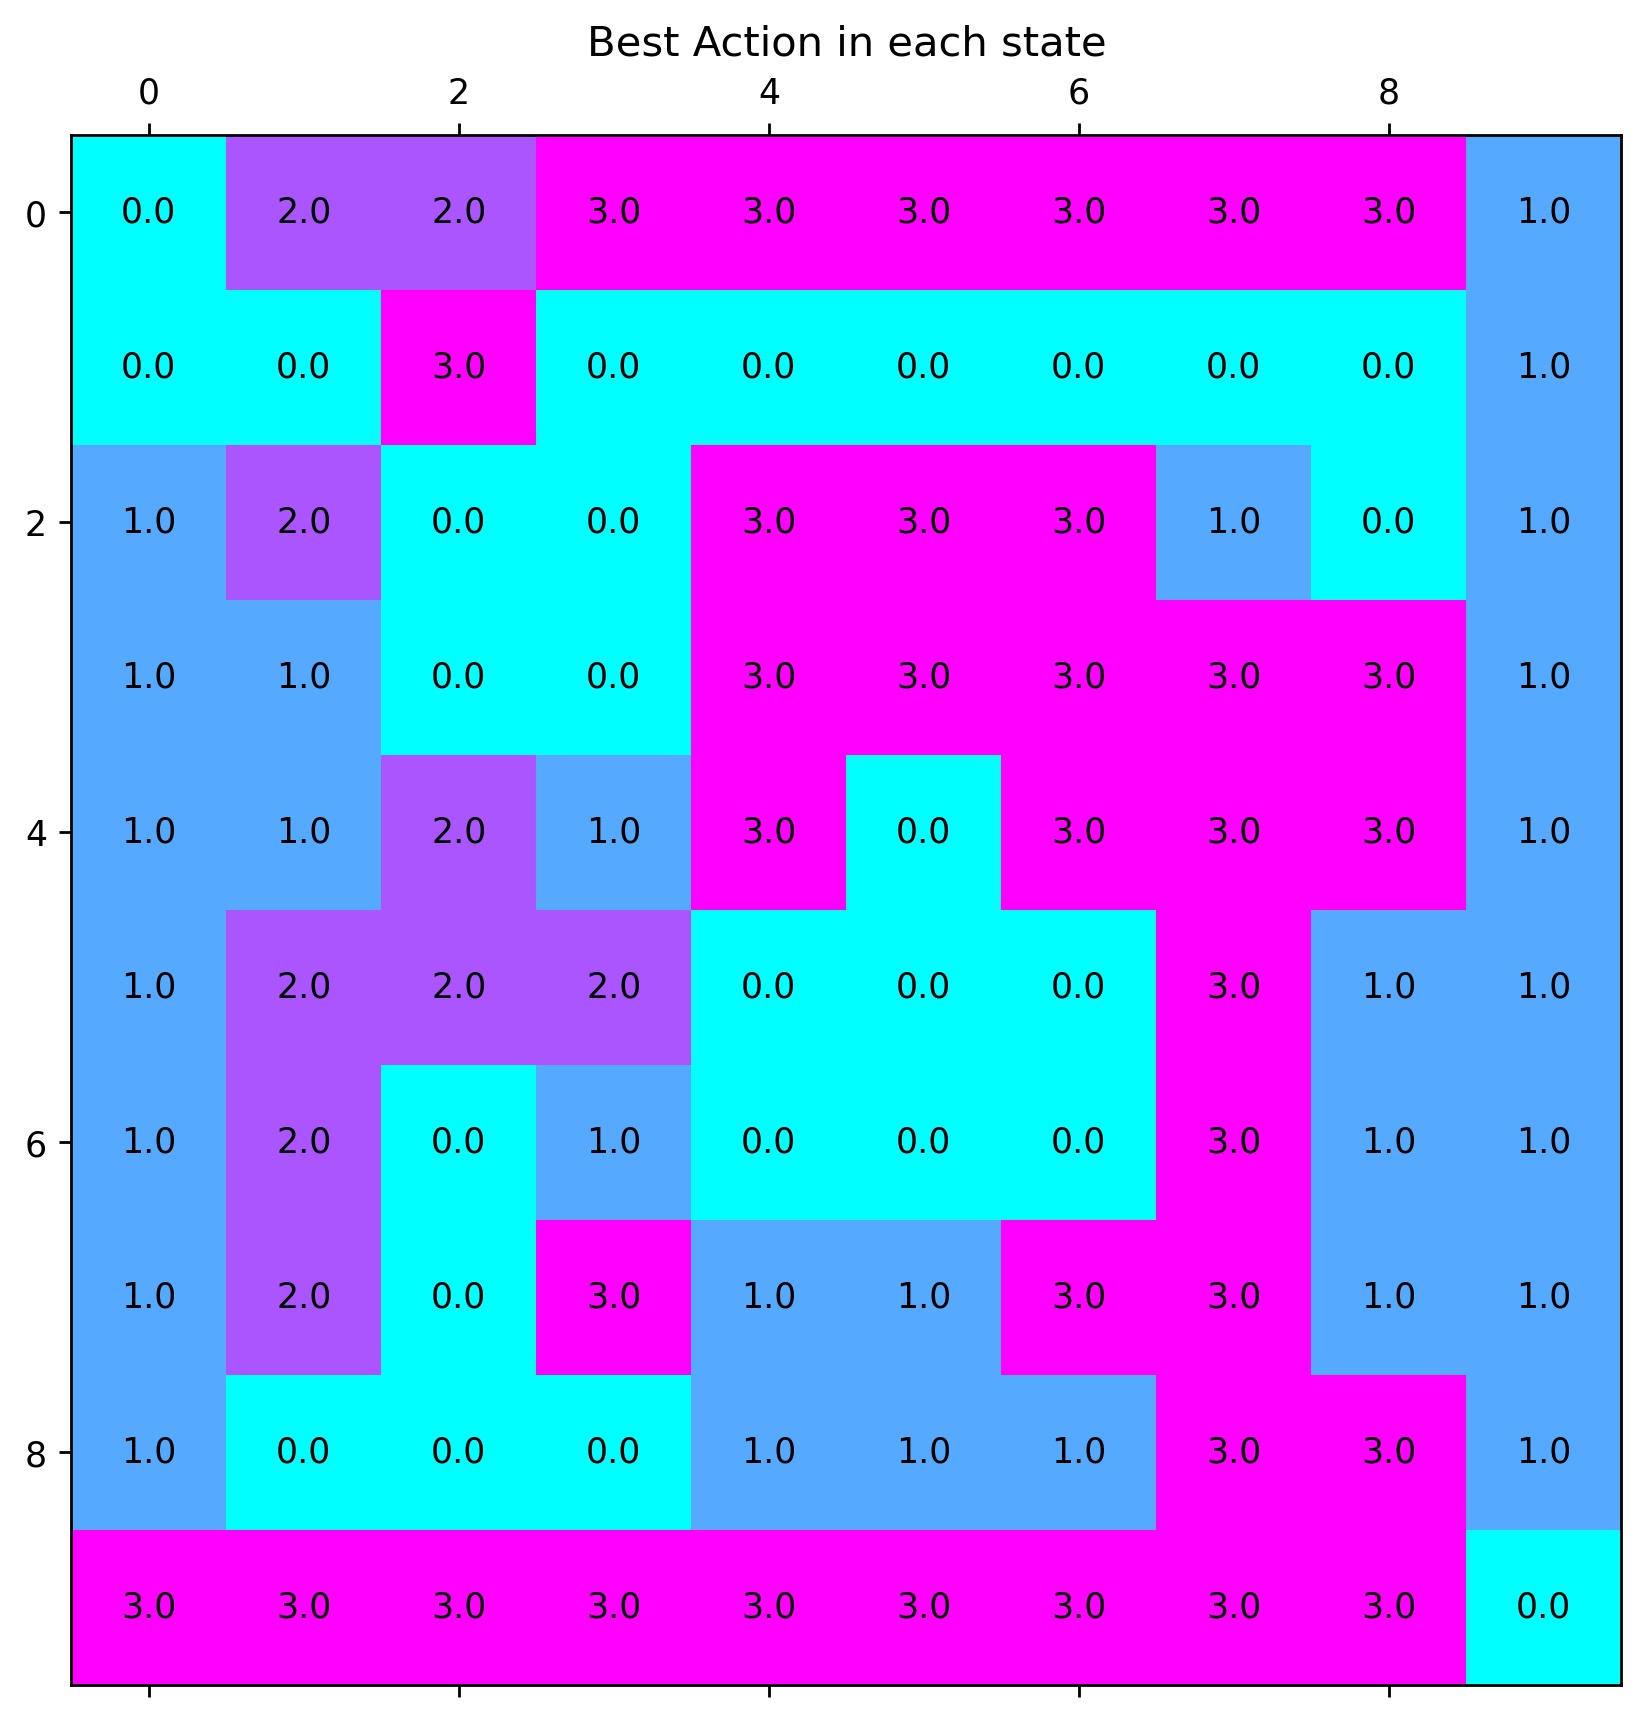 Best Action in each state
0 2 4 6 8
0 0.0 2.0 2.0 3.0 3.0 3.0 3.0 3.0 3.0 1.0
0.0 0.0 3.0 0.0 0.0 0.0 0.0 0.0 0.0 1.0
2 1.0 2.0 0.0 0.0 3.0 3.0 3.0 1.0 0.0 1.0
1.0 1.0 0.0 0.0 3.0 3.0 3.0 3.0 3.0 1.0
4 1.0 1.0 2.0 1.0 3.0 0.0 3.0 3.0 3.0 1.0
1.0 2.0 2.0 2.0 0.0 0.0 0.0 3.0 1.0 1.0
6 1.0 2.0 0.0 1.0 0.0 0.0 0.0 3.0 1.0 1.0
1.0 2.0 0.0 3.0 1.0 1.0 3.0 3.0 1.0 1.0
8 1.0 0.0 0.0 0.0 1.0 1.0 1.0 3.0 3.0 1.0
3.0 3.0 3.0 3.0 3.0 3.0 3.0 3.0 3.0 0.0